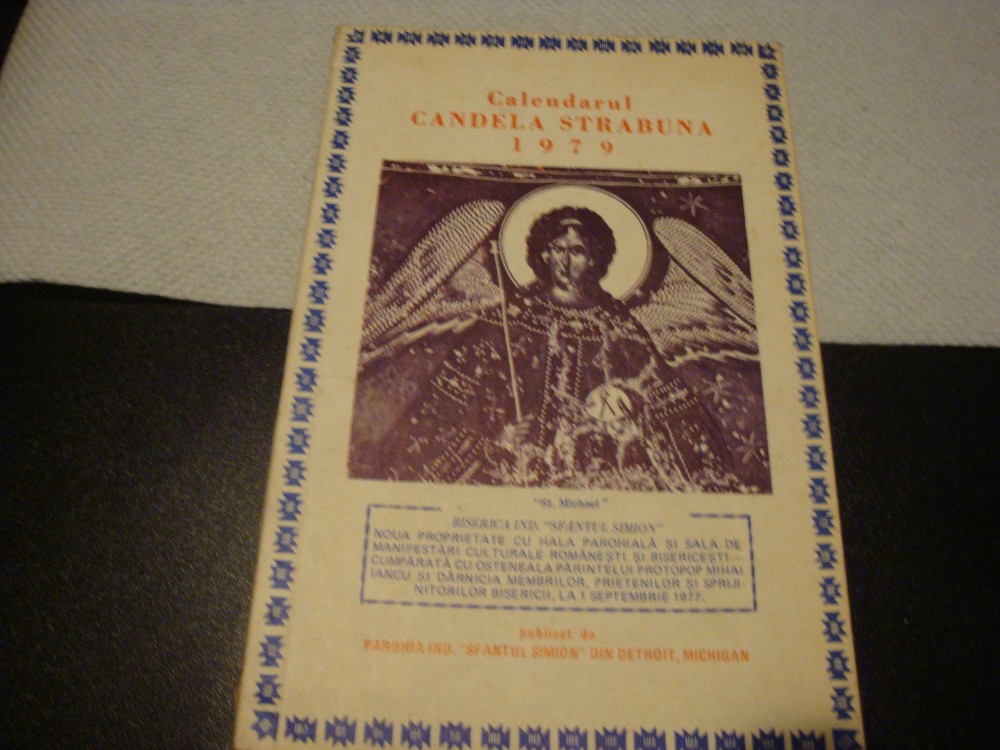 Calendarul
CANDELA STRABUNA
1979
"St. Michael"
BISERICA IND. "SFANTUL SIMION"
NOUA PROPRIETATE CU HALA PAROHIALĂ ŞI SALA DE
MANIFESTĂRI CULTURALE ROMÂNEŞTI ŞI BISERICEŞTI.—
CUMPĂRATĂ CU OSTENEALA PĂRINTELUI PROTOPOP MIHAI
IANCU ŞI DĂRNICIA MEMBRILOR, PRIETENILOR ŞI SPRIJI-
NITORILOR BISERICII, LA 1 SEPTEMBRIE 1977.
publicat de
PAROHIA IND. "SFANTUL ŞIMION" DIN DETROIT, MICHIGAN